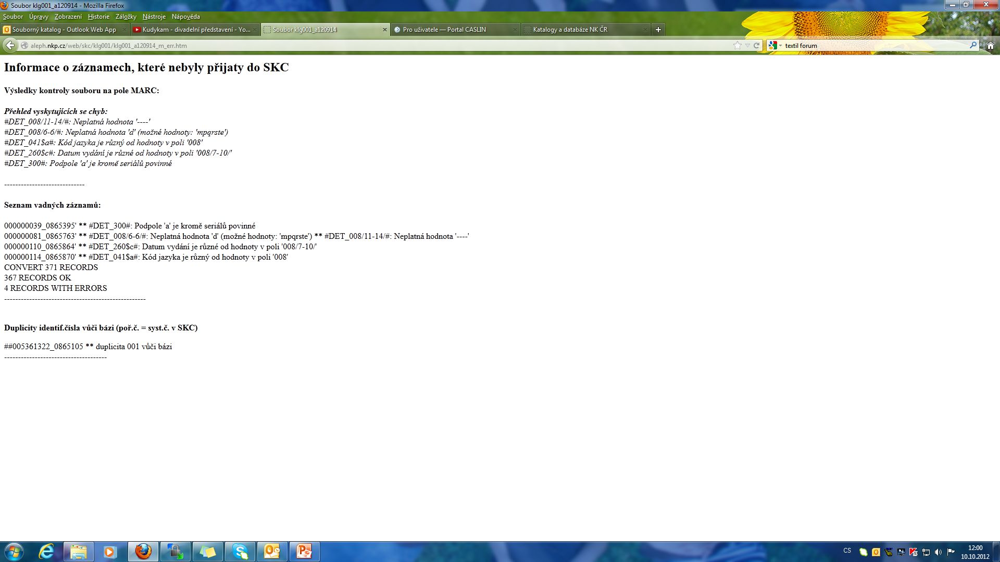 Soubor klg001_a120914 - Mozilla Firefox
Soubor Úpravy Zobrazení Historie Záložky Nástroje Nápověda
Souborný katalog - Outlook Web App
Kudykam - divadelní představení - Yo...
Soubor klg001_a120914
Pro uživatele — Portal CASLIN
Katalogy a databáze NK ČR
aleph.nkp.cz/web/skc/klg001/klg001_a120914_m_err.htm
textil forum
Informace o záznamech, které nebyly přijaty do SKC
Výsledky kontroly souboru na pole MARC:
Přehled vyskytujících se chyb:
#DET_008/11-14/#: Neplatná hodnota '----'
#DET_008/6-6/#: Neplatná hodnota 'd' (možné hodnoty: 'mpqrste')
#DET_041$a#: Kód jazyka je různý od hodnoty v poli '008'
#DET_260$c#: Datum vydání je různé od hodnoty v poli '008/7-10/'
#DET_300#: Podpole 'a' je kromě seriálů povinné
-----------------------------
Seznam vadných záznamů:
000000039_0865395' ** #DET_300#: Podpole 'a' je kromě seriálů povinné
000000081_0865763' ** #DET_008/6-6/#: Neplatná hodnota 'd' (možné hodnoty: 'mpqrste') ** #DET_008/11-14/#: Neplatná hodnota '----'
000000110_0865864' ** #DET_260$c#: Datum vydání je různé od hodnoty v poli '008/7-10/'
000000114_0865870' ** #DET_041$a#: Kód jazyka je různý od hodnoty v poli '008'
CONVERT 371 RECORDS
367 RECORDS OK
4 RECORDS WITH ERRORS
---------------------------------------------------
Duplicity identif.čísla vůči bázi (poř.č. = syst.č. v SKC)
##005361322_0865105 ** duplicita 001 vůči bázi
-------------------------------------
CS
12:00
10.10.2012